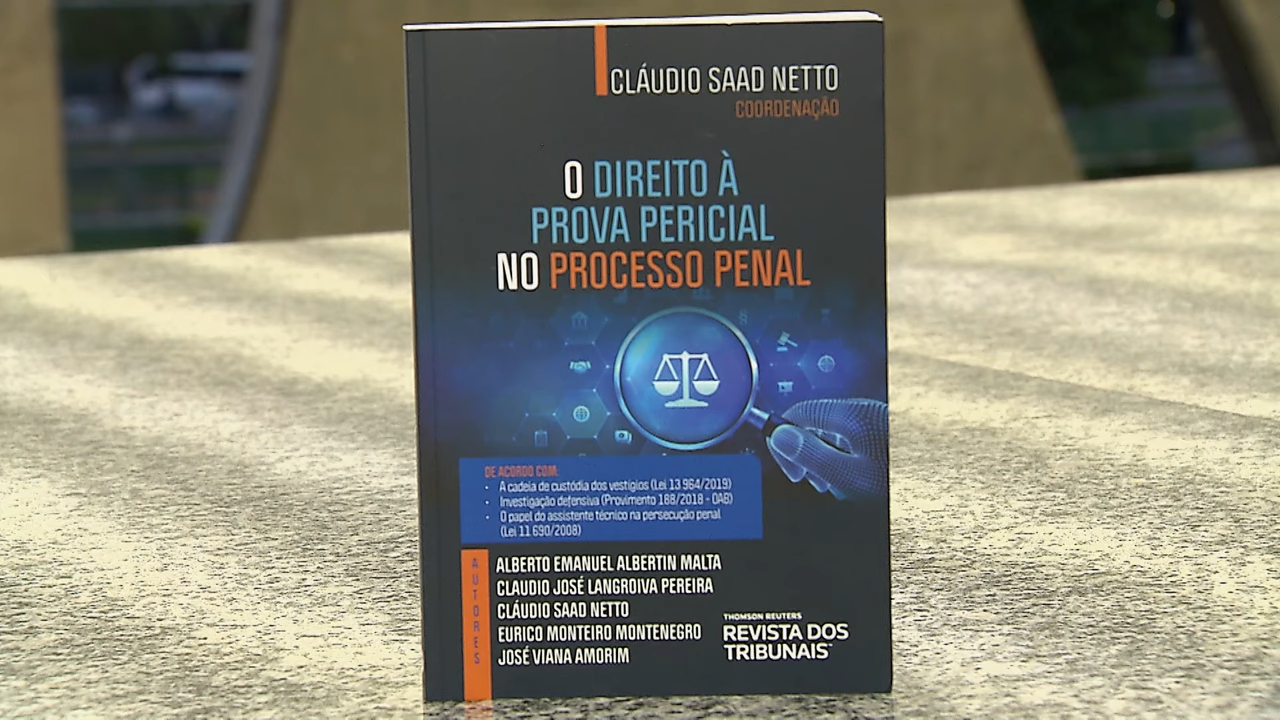 CLÁUDIO SAAD NETTO
COORDENAÇÃO
O DIREITO À
PROVA PERICIAL
NO PROCESSO PENAL
DE ACORDO COM:
• A cadeia de custódia dos vestígios (Lei 13.964/2019)
• Investigação defensiva (Provimento 188/2018 - OAB)
• O papel do assistente técnico na persecução penal
(Lei 11.690/2008)
AUTORES
ALBERTO EMANUEL ALBERTIN MALTA
CLAUDIO JOSÉ LANGROIVA PEREIRA
CLÁUDIO SAAD NETTO
EURICO MONTEIRO MONTENEGRO
JOSÉ VIANA AMORIM
THOMSON REUTERS
REVISTA DOS
TRIBUNAIS